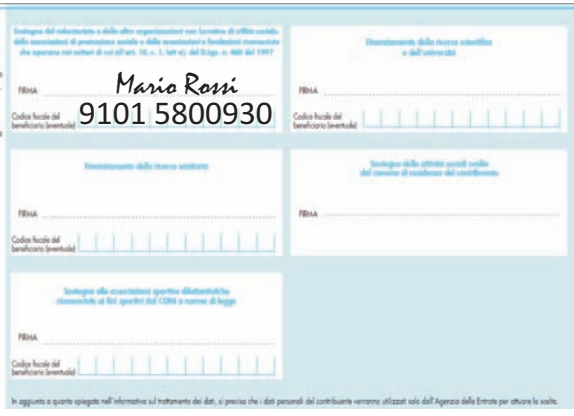 Sostegno del volontariato e delle altre organizzazioni non lucrative di utilità sociale,
delle associazioni di promozione sociale e delle associazioni e fondazioni riconosciute
che operano nei settori di cui all'art. 10, c. 1, lett a), del D.Lgs. n. 460 del 1997
FIRMA Mario Rossi
Codice fiscale del
beneficiario (eventuale) 9101 5800930
Finanziamento della ricerca scientifica
e dell'università
FIRMA
Codice fiscale del
beneficiario (eventuale)
Finanziamento della ricerca sanitaria
FIRMA
Codice fiscale del
beneficiario (eventuale)
Sostegno delle attività sociali svolte
dal comune di residenza del contribuente
FIRMA
Sostegno alle associazioni sportive dilettantistiche
riconosciute ai fini sportivi dal CONI a norma di legge
FIRMA
Codice fiscale del
beneficiario (eventuale)
In aggiunta a quanto spiegato nell'informativa sul trattamento dei dati, si precisa che i dati personali del contribuente verranno utilizzati solo dall'Agenzia delle Entrate per attuare la scelta.